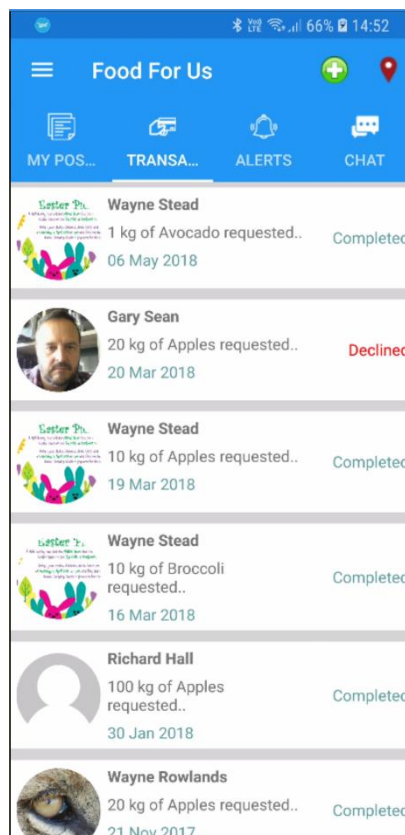 66% 14:52
Food For Us
MY POS... TRANSA... ALERTS CHAT
Wayne Stead
1 kg of Avocado requested..
Completed
06 May 2018
Gary Sean
20 kg of Apples requested..
Declined
20 Mar 2018
Wayne Stead
10 kg of Apples requested..
Completed
19 Mar 2018
Wayne Stead
10 kg of Broccoli
requested..
Completed
16 Mar 2018
Richard Hall
100 kg of Apples
requested..
Completed
30 Jan 2018
Wayne Rowlands
20 kg of Apples requested..
Completed
21 Nov 2017